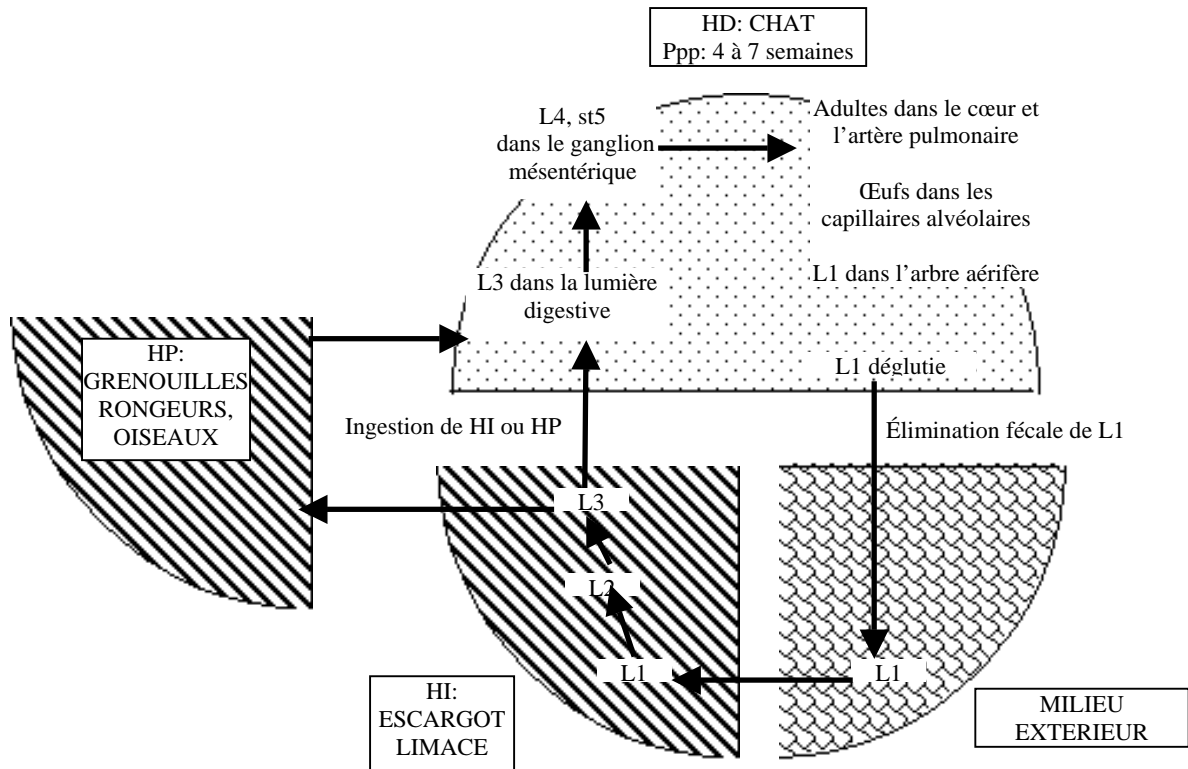 HD: CHAT
Ppp: 4 à 7 semaines
L4, st5
dans le ganglion
mésentérique
Adultes dans le cœur et
l’artère pulmonaire
Œufs dans les
capillaires alvéolaires
L1 dans l’arbre aérifère
L3 dans la lumière
digestive
L1 déglutie
HP:
GRENOUILLES
RONGEURS,
OISEAUX
Ingestion de HI ou HP
Élimination fécale de L1
L3
L2
L1
L1
HI:
ESCARGOT
LIMACE
MILIEU
EXTERIEUR